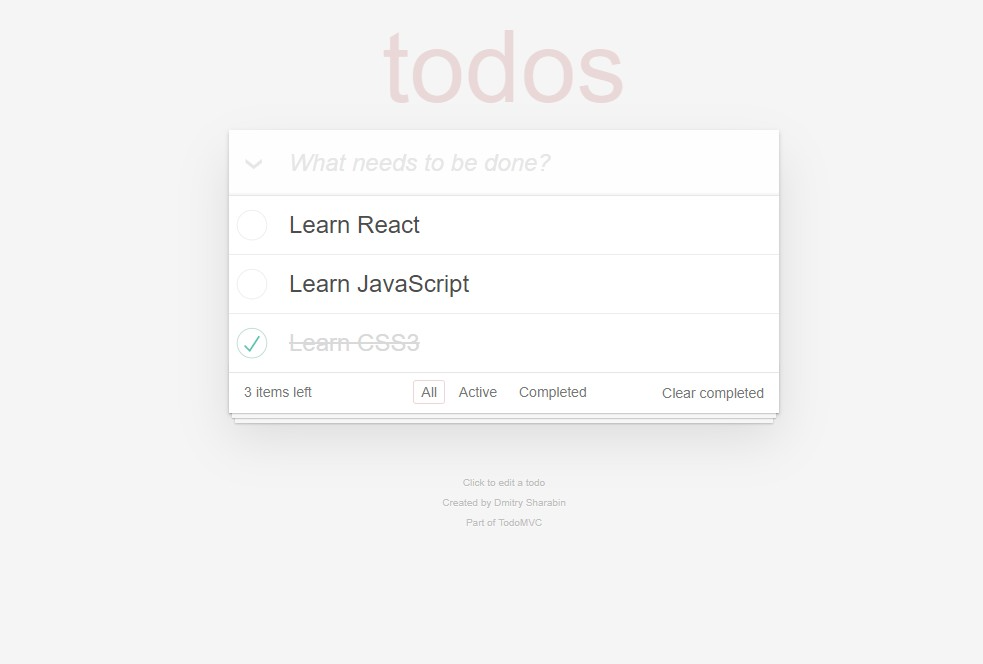 todos
What needs to be done?
Learn React
Learn JavaScript
Learn CSS3
3 items left All Active Completed Clear completed
Click to edit a todo
Created by Dmitry Sharabin
Part of TodoMVC